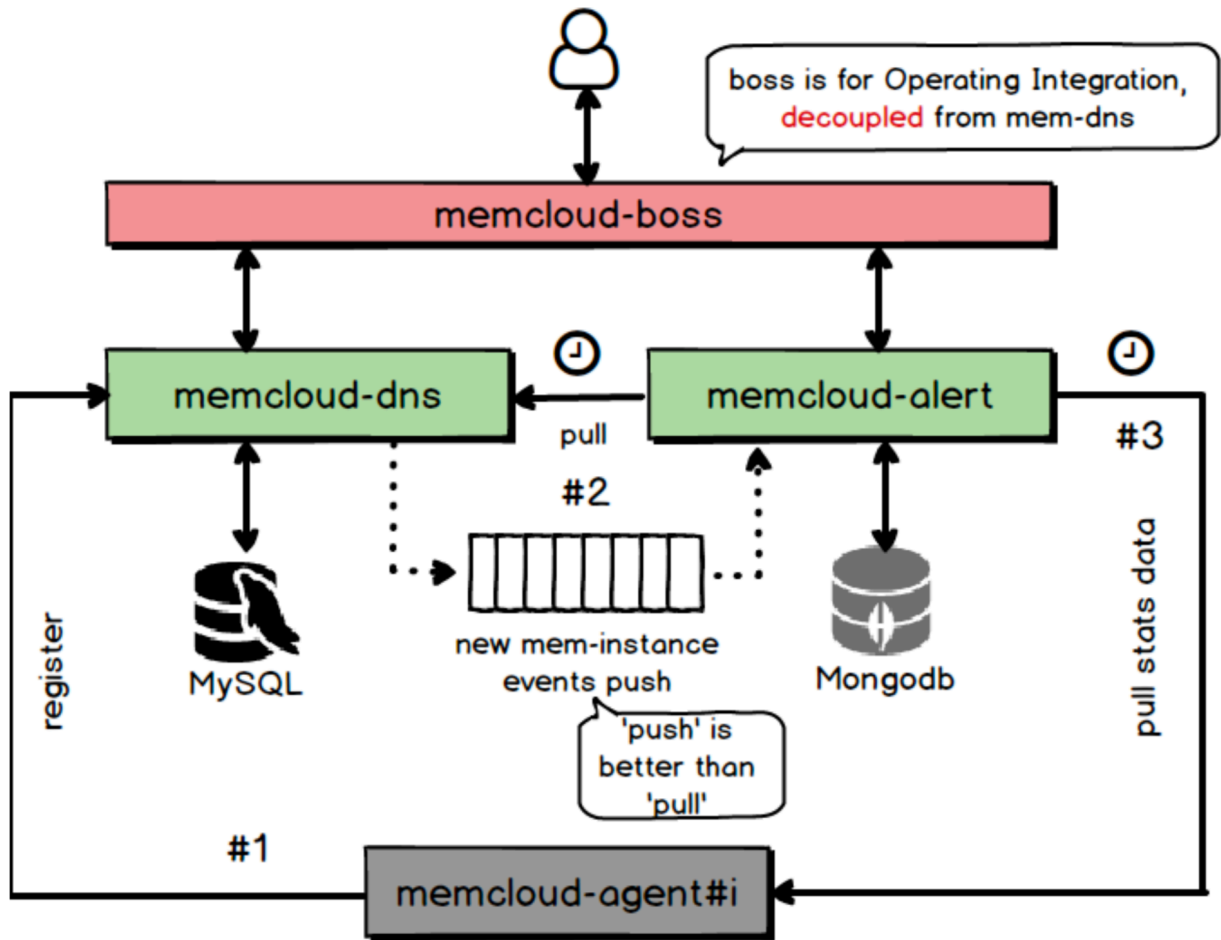 boss is for Operating Integration,
decoupled from mem-dns
memcloud-boss
memcloud-dns
memcloud-alert
pull
#2
#3
new mem-instance
events push
MySQL
Mongodb
'push' is
better than
'pull'
register
pull stats data
#1
memcloud-agent#i